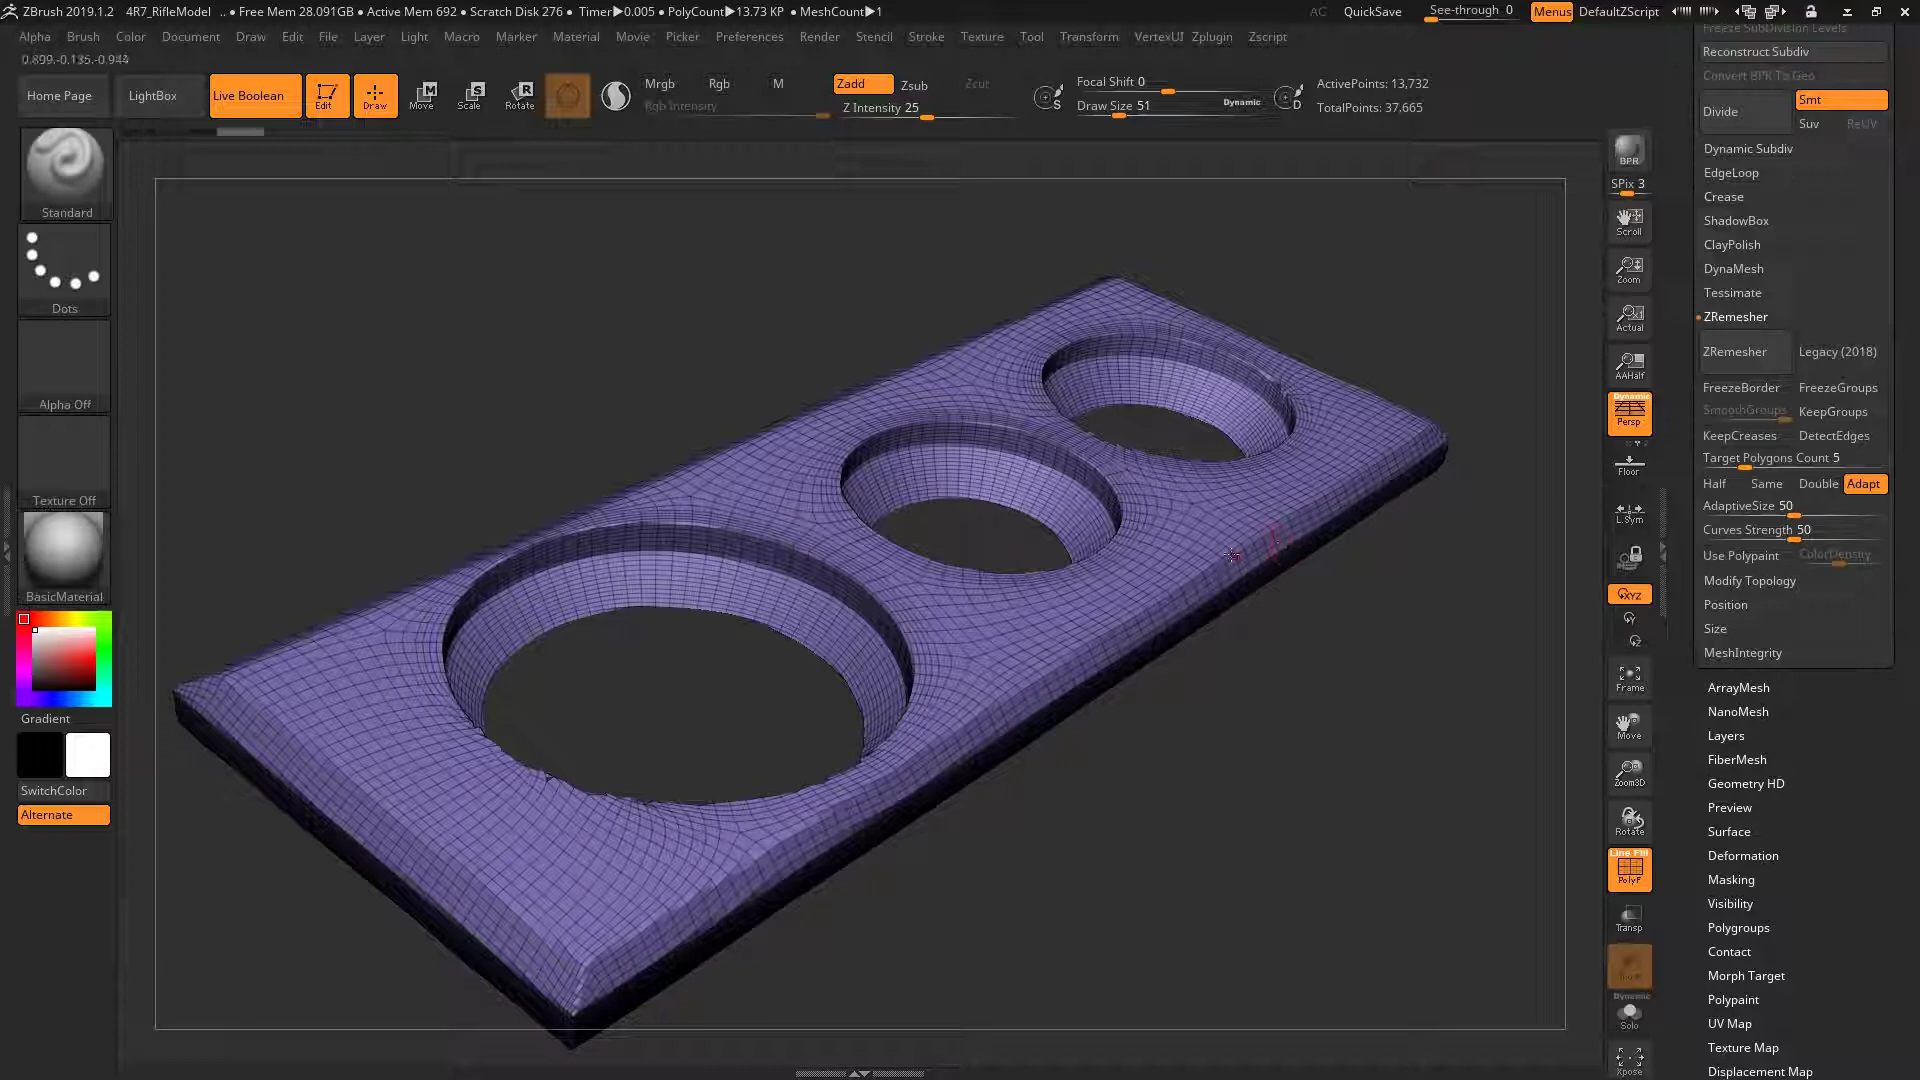 ZBrush 2019.1.2 4R7_RifleModel .. • Free Mem 28.091GB • Active Mem 692 • Scratch Disk 276 • Timer▶0.005 • PolyCount▶13.73 KP • MeshCount▶1 AC QuickSave See-through 0 Menus DefaultZScript
Alpha Brush Color Document Draw Edit File Layer Light Macro Marker Material Movie Picker Preferences Render Stencil Stroke Texture Tool Transform VertexUI Zplugin Zscript
0.899,-0.135,-0.944
Home Page LightBox Live Boolean Edit Draw Move Scale Rotate
Mrgb Rgb M
Rgb Intensity
Zadd Zsub Zcut
Z Intensity 25
S
Focal Shift 0
Draw Size 51 Dynamic
D
ActivePoints: 13,732
TotalPoints: 37,665
Standard
Dots
Alpha Off
Texture Off
BasicMaterial
Gradient
SwitchColor
Alternate
BPR
SPix 3
Scroll
Zoom
Actual
AAHalf
Dynamic
Persp
Floor
L.Sym
XYZ
Y
Z
Frame
Move
Zoom3D
Rotate
Line Fill
PolyF
Transp
Dynamic
Solo
Xpose
Freeze SubDivision Levels
Reconstruct Subdiv
Convert BPR To Geo
Divide Smt
Suv ReUV
Dynamic Subdiv
EdgeLoop
Crease
ShadowBox
ClayPolish
DynaMesh
Tessimate
ZRemesher
ZRemesher Legacy (2018)
FreezeBorder FreezeGroups
SmoothGroups KeepGroups
KeepCreases DetectEdges
Target Polygons Count 5
Half Same Double Adapt
AdaptiveSize 50
Curves Strength 50
Use Polypaint ColorDensity
Modify Topology
Position
Size
MeshIntegrity
ArrayMesh
NanoMesh
Layers
FiberMesh
Geometry HD
Preview
Surface
Deformation
Masking
Visibility
Polygroups
Contact
Morph Target
Polypaint
UV Map
Texture Map
Displacement Map